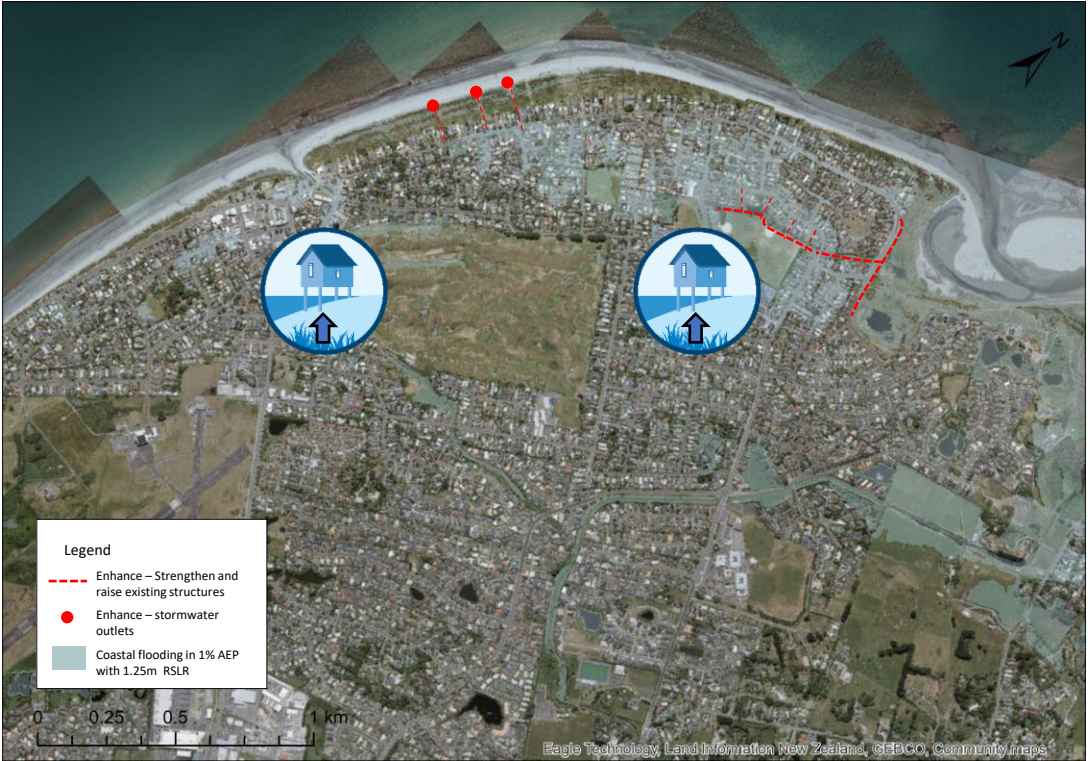 N
Legend
Enhance – Strengthen and
raise existing structures
Enhance – stormwater
outlets
Coastal flooding in 1% AEP
with 1.25m RSLR
0 0.25 0.5 1 km
Eagle Technology, Land Information New Zealand, GEBCO, Community maps